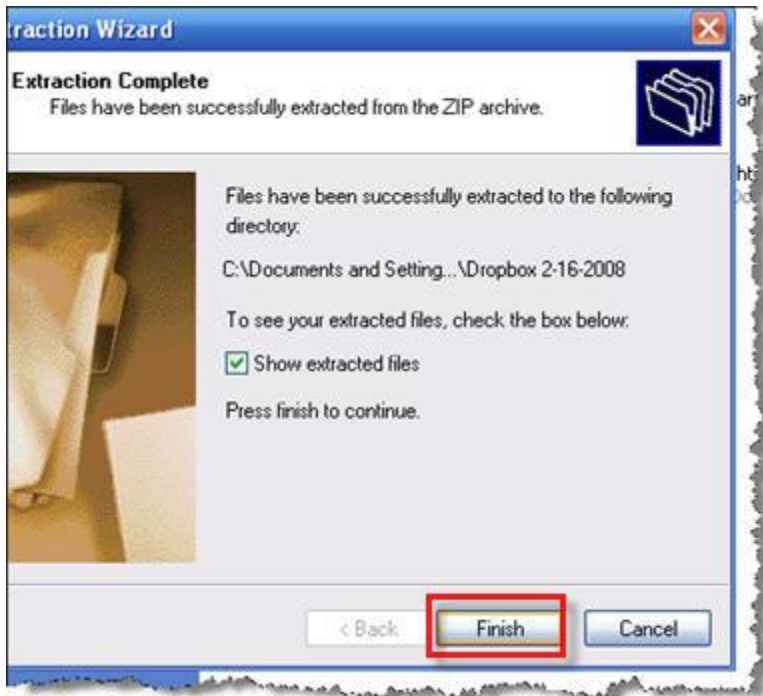 traction Wizard
Extraction Complete
Files have been successfully extracted from the ZIP archive.
Files have been successfully extracted to the following
directory:
C:\Documents and Setting...\Dropbox 2-16-2008
To see your extracted files, check the box below:
Show extracted files
Press finish to continue.
< Back
Finish
Cancel